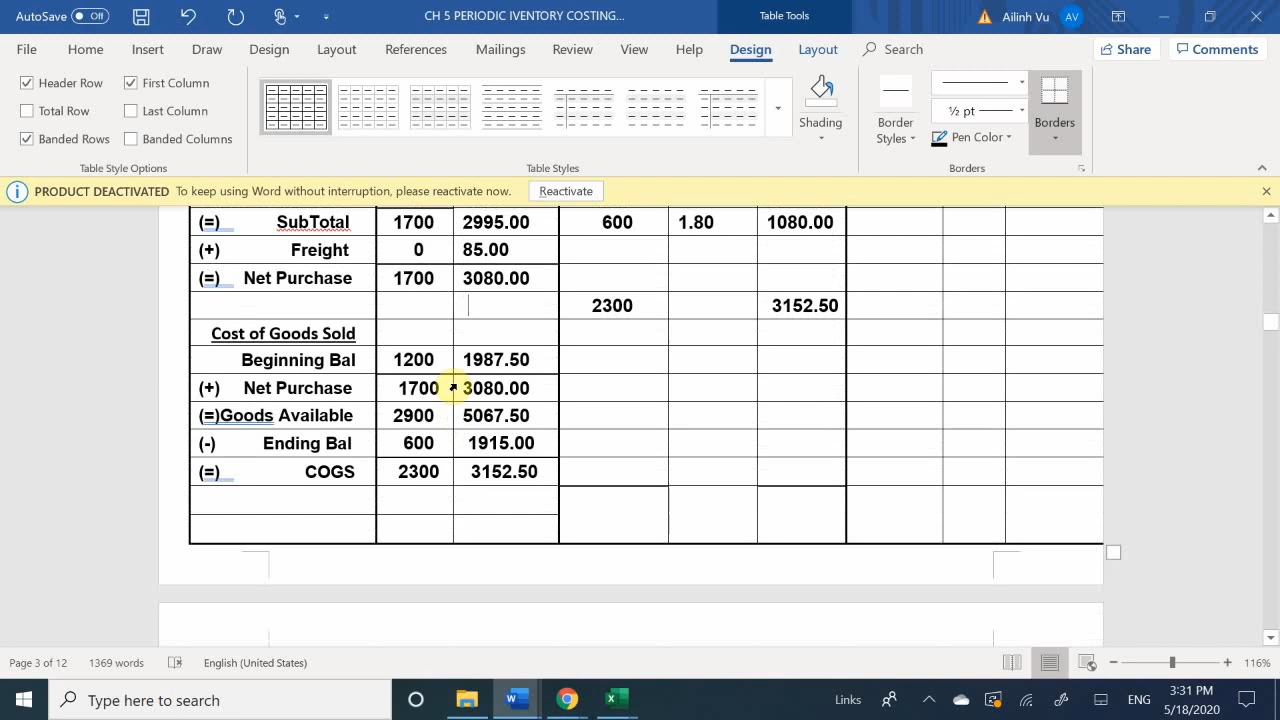 AutoSave Off CH 5 PERIODIC IVENTORY COSTING... Table Tools Ailinh Vu AV
File Home Insert Draw Design Layout References Mailings Review View Help Design Layout Search Share Comments
Header Row First Column
Total Row Last Column
Banded Rows Banded Columns
Shading
Border Styles
½ pt
Pen Color
Borders
Table Style Options Table Styles Borders
PRODUCT DEACTIVATED To keep using Word without interruption, please reactivate now. Reactivate
(=) SubTotal 1700 2995.00 600 1.80 1080.00
(+) Freight 0 85.00
(=) Net Purchase 1700 3080.00
2300 3152.50
Cost of Goods Sold
Beginning Bal 1200 1987.50
(+) Net Purchase 1700 3080.00
(=)Goods Available 2900 5067.50
(-) Ending Bal 600 1915.00
(=) COGS 2300 3152.50
Page 3 of 12 1369 words English (United States) 116%
Type here to search Links ENG 3:31 PM
5/18/2020